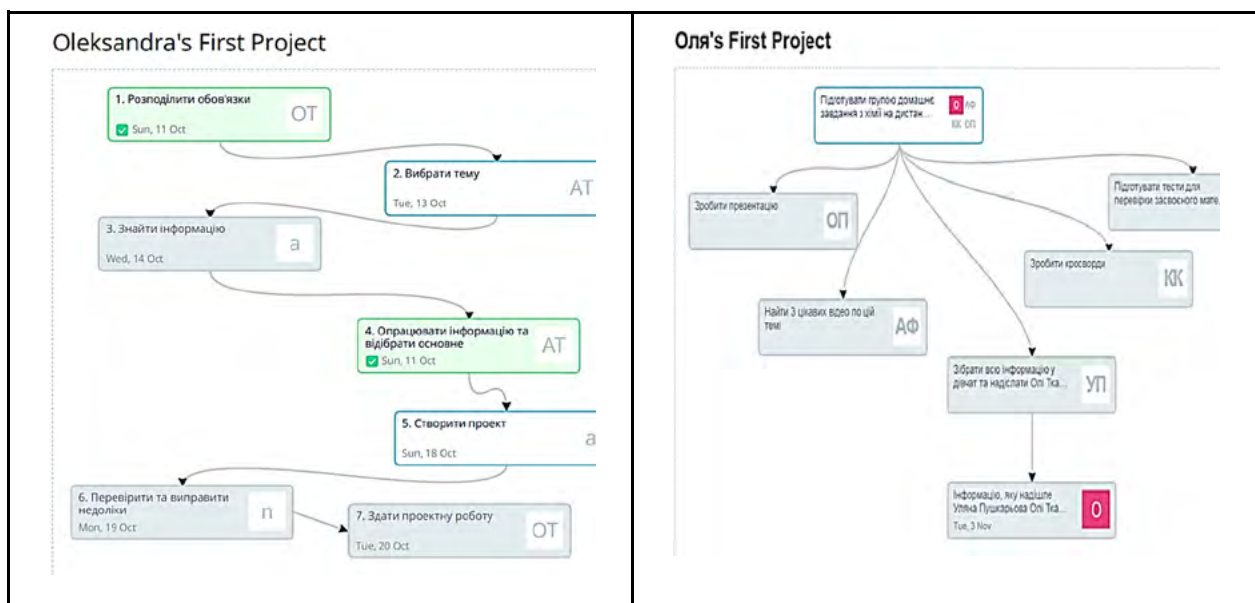 Oleksandra's First Project
1. Розподілити обов'язки
ОТ
Sun, 11 Oct
2. Вибрати тему
АТ
Tue, 13 Oct
3. Знайти інформацію
а
Wed, 14 Oct
4. Опрацювати інформацію та
відібрати основне
АТ
Sun, 11 Oct
5. Створити проект
а
Sun, 18 Oct
6. Перевірити та виправити
недоліки
n
Mon, 19 Oct
7. Здати проектну роботу
ОТ
Tue, 20 Oct
Оля's First Project
Підготувати групою домашнє
завдання з хімії на дистан...
О АФ
КК ОП
Зробити презентацію
ОП
Підготувати тести для
перевірки засвоєного мате...
Зробити кросворди
КК
Найти 3 цікавих відео по цій
темі
АФ
Зібрати всю інформацію у
дівчат та надіслати Олі Тка...
УП
Інформацію, яку надішле
Уляна Пушкарьова Олі Тка...
О
Tue, 3 Nov